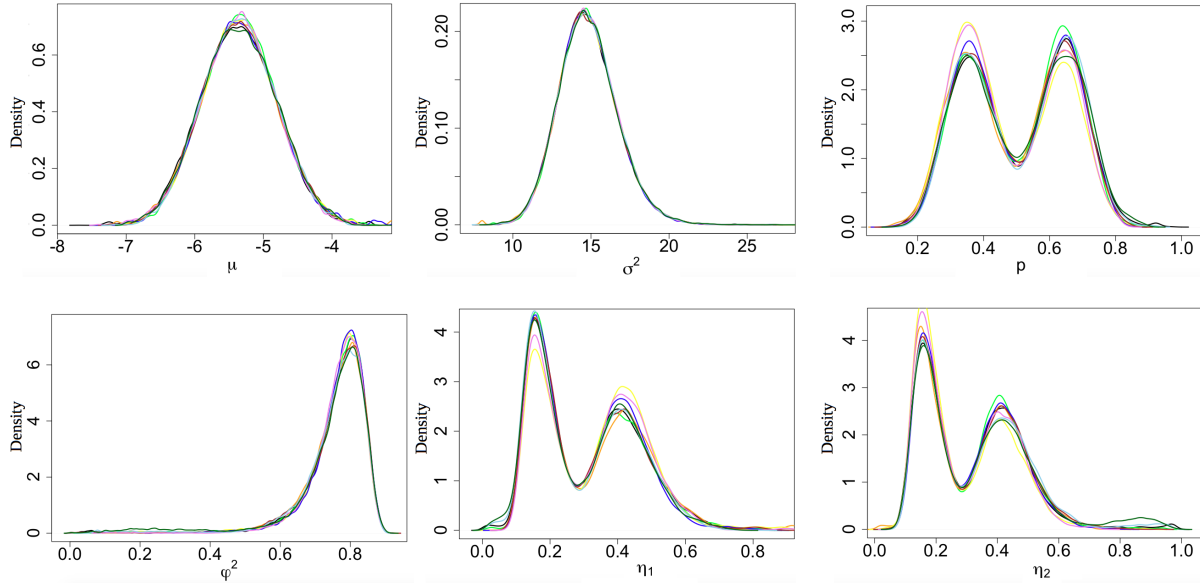 Density
0.0 0.2 0.4 0.6
-8 -7 -6 -5 -4
μ
Density
0.00 0.10 0.20
10 15 20 25
σ²
Density
0.0 1.0 2.0 3.0
0.2 0.4 0.6 0.8 1.0
p
Density
0 2 4 6
0.0 0.2 0.4 0.6 0.8
φ²
Density
0 1 2 3 4
0.0 0.2 0.4 0.6 0.8
η₁
Density
0 1 2 3 4
0.0 0.2 0.4 0.6 0.8 1.0
η₂